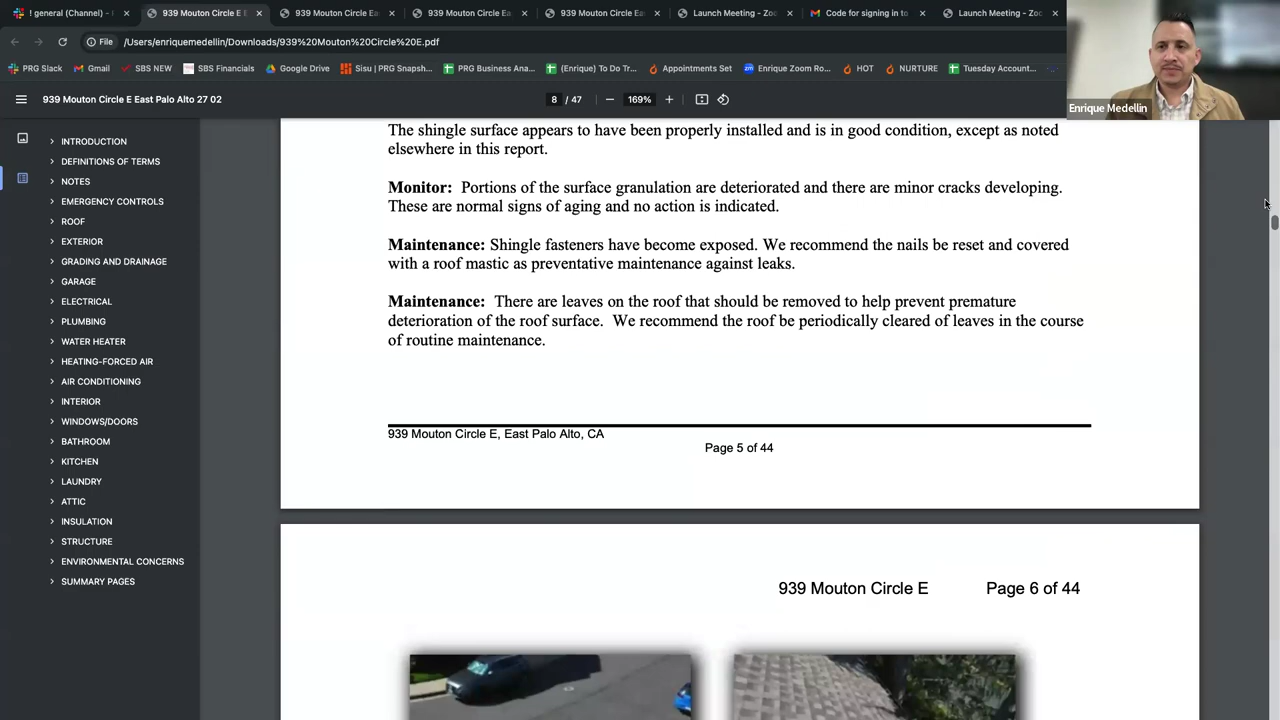 ! general (Channel) -
939 Mouton Circle E E
939 Mouton Circle Ea
939 Mouton Circle Ea
939 Mouton Circle Ea
Launch Meeting - Zoo
Code for signing in to
Launch Meeting - Zoo
File /Users/enriquemedellin/Downloads/939%20Mouton%20Circle%20E.pdf
PRG Slack
Gmail
SBS NEW
SBS Financials
Google Drive
Sisu | PRG Snapsh...
PRG Business Ana...
(Enrique) To Do Tr...
Appointments Set
Enrique Zoom Ro...
HOT
NURTURE
Tuesday Account...
Enrique Medellin
939 Mouton Circle E East Palo Alto 27 02
8 / 47
169%
INTRODUCTION
DEFINITIONS OF TERMS
NOTES
EMERGENCY CONTROLS
ROOF
EXTERIOR
GRADING AND DRAINAGE
GARAGE
ELECTRICAL
PLUMBING
WATER HEATER
HEATING-FORCED AIR
AIR CONDITIONING
INTERIOR
WINDOWS/DOORS
BATHROOM
KITCHEN
LAUNDRY
ATTIC
INSULATION
STRUCTURE
ENVIRONMENTAL CONCERNS
SUMMARY PAGES
The shingle surface appears to have been properly installed and is in good condition, except as noted
elsewhere in this report.
Monitor: Portions of the surface granulation are deteriorated and there are minor cracks developing.
These are normal signs of aging and no action is indicated.
Maintenance: Shingle fasteners have become exposed. We recommend the nails be reset and covered
with a roof mastic as preventative maintenance against leaks.
Maintenance: There are leaves on the roof that should be removed to help prevent premature
deterioration of the roof surface. We recommend the roof be periodically cleared of leaves in the course
of routine maintenance.
939 Mouton Circle E, East Palo Alto, CA
Page 5 of 44
939 Mouton Circle E Page 6 of 44